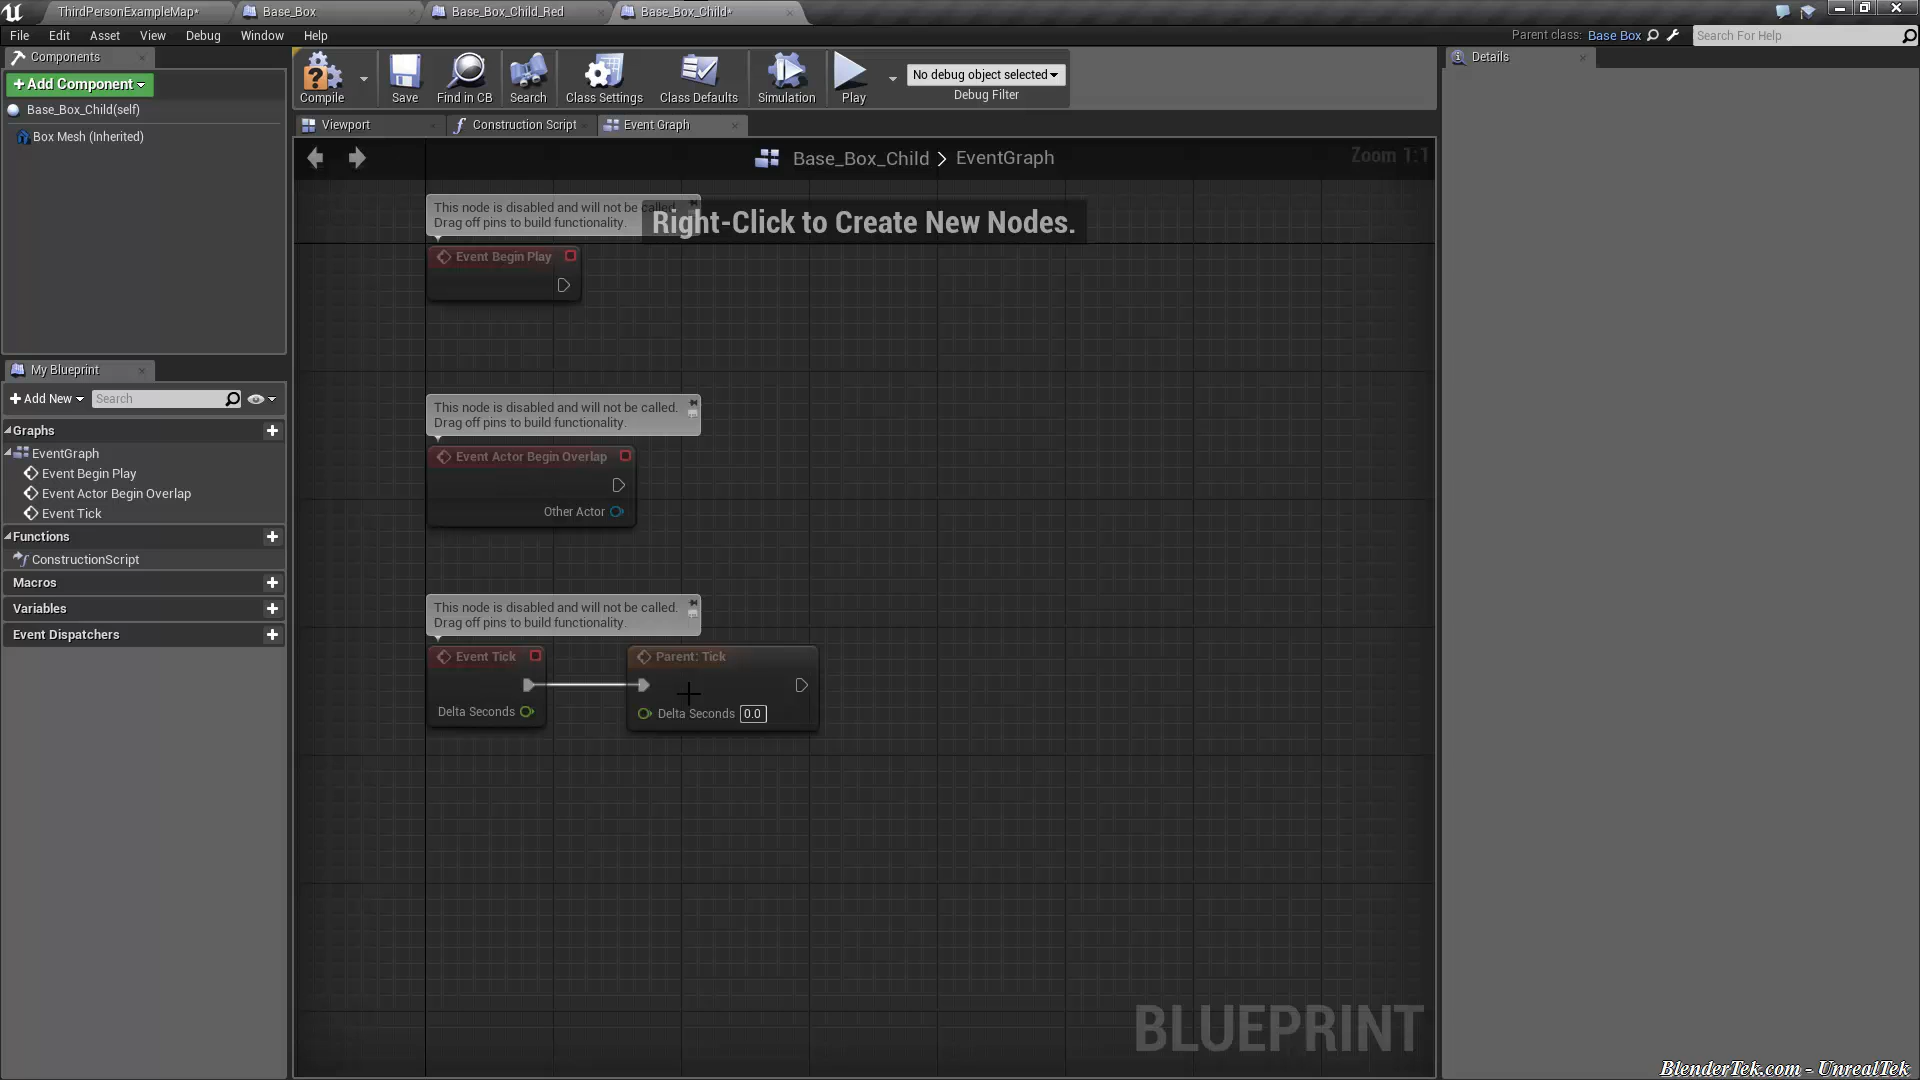 ThirdPersonExampleMap*
Base_Box
Base_Box_Child_Red
Base_Box_Child*
File Edit Asset View Debug Window Help
Parent class: Base Box
Search For Help
Components
+Add Component
Base_Box_Child(self)
Box Mesh (Inherited)
Compile
Save
Find in CB
Search
Class Settings
Class Defaults
Simulation
Play
No debug object selected
Debug Filter
Details
Viewport
Construction Script
Event Graph
Base_Box_Child > EventGraph
Zoom 1:1
This node is disabled and will not be called.
Drag off pins to build functionality.
Right-Click to Create New Nodes.
Event Begin Play
This node is disabled and will not be called.
Drag off pins to build functionality.
Event Actor Begin Overlap
Other Actor
This node is disabled and will not be called.
Drag off pins to build functionality.
Event Tick
Delta Seconds
Parent: Tick
Delta Seconds 0.0
My Blueprint
+Add New
Search
Graphs
EventGraph
Event Begin Play
Event Actor Begin Overlap
Event Tick
Functions
ConstructionScript
Macros
Variables
Event Dispatchers
BLUEPRINT
BlenderTek.com - UnrealTek